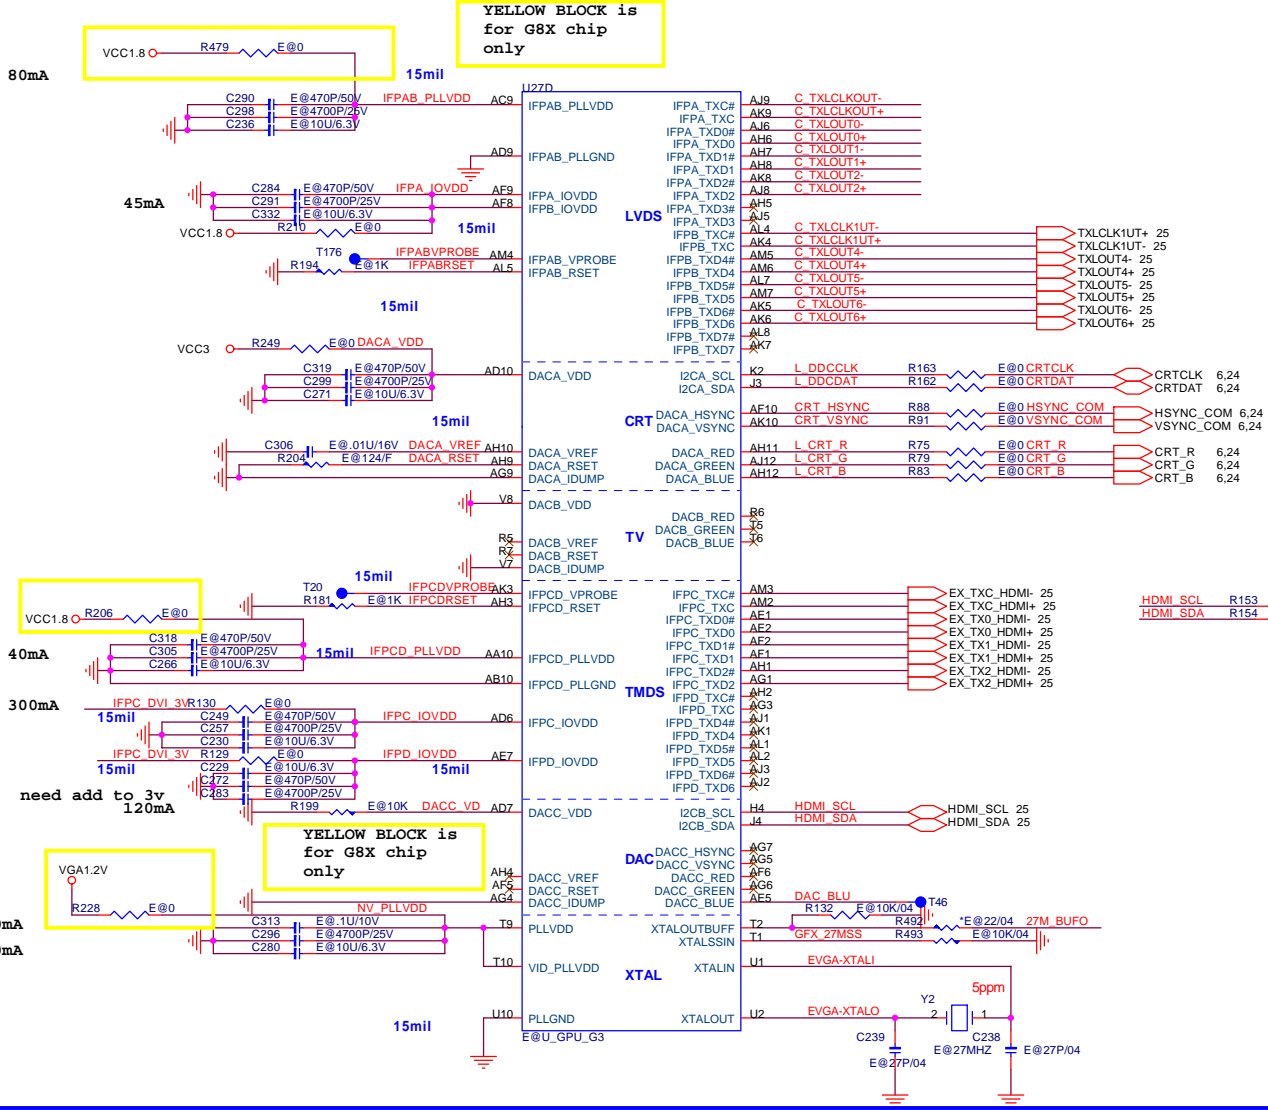 YELLOW BLOCK is
for G8X chip
only
VCC1.8 R479 E@0
80mA
15mil
U27D
C290 E@470P/50V IFPAB_PLLVDD AC9 IFPAB_PLLVDD
C298 E@4700P/25V
C236 E@10U/6.3V
AD9 IFPAB_PLLGND
45mA
C284 E@470P/50V IFPA_IOVDD AF9 IFPA_IOVDD
C291 E@4700P/25V AF8 IFPB_IOVDD
C332 E@10U/6.3V
VCC1.8 R210 E@0 15mil
T176 IFPABVPROBE AM4 IFPAB_VPROBE
R194 E@1K IFPABRSET AL5 IFPAB_RSET
15mil
LVDS
IFPA_TXC# AJ9 C_TXLCLKOUT-
IFPA_TXC AK9 C_TXLCLKOUT+
IFPA_TXD0# AJ6 C_TXLOUT0-
IFPA_TXD0 AH6 C_TXLOUT0+
IFPA_TXD1# AH7 C_TXLOUT1-
IFPA_TXD1 AH8 C_TXLOUT1+
IFPA_TXD2# AK8 C_TXLOUT2-
IFPA_TXD2 AJ8 C_TXLOUT2+
IFPA_TXD3# AH5
IFPA_TXD3 AJ5
IFPB_TXC# AL4 C_TXLCLK1UT- TXLCLK1UT+ 25
IFPB_TXC AK4 C_TXLCLK1UT+ TXLCLK1UT- 25
IFPB_TXD4# AM5 C_TXLOUT4- TXLOUT4- 25
IFPB_TXD4 AM6 C_TXLOUT4+ TXLOUT4+ 25
IFPB_TXD5# AL7 C_TXLOUT5- TXLOUT5- 25
IFPB_TXD5 AM7 C_TXLOUT5+ TXLOUT5+ 25
IFPB_TXD6# AK5 C_TXLOUT6- TXLOUT6- 25
IFPB_TXD6 AK6 C_TXLOUT6+ TXLOUT6+ 25
IFPB_TXD7# AL8
IFPB_TXD7 AK7
VCC3 R249 E@0 DACA_VDD
C319 E@470P/50V AD10 DACA_VDD
C299 E@4700P/25V
C271 E@10U/6.3V
15mil
C306 E@.01U/16V DACA_VREF AH10 DACA_VREF
R204 E@124/F DACA_RSET AH9 DACA_RSET
AG9 DACA_IDUMP
CRT
I2CA_SCL K2 L_DDCCLK R163 E@0 CRTCLK CRTCLK 6,24
I2CA_SDA J3 L_DDCDAT R162 E@0 CRTDAT CRTDAT 6,24
DACA_HSYNC AF10 CRT_HSYNC R88 E@0 HSYNC_COM HSYNC_COM 6,24
DACA_VSYNC AK10 CRT_VSYNC R91 E@0 VSYNC_COM VSYNC_COM 6,24
DACA_RED AH11 L_CRT_R R75 E@0 CRT_R CRT_R 6,24
DACA_GREEN AJ12 L_CRT_G R79 E@0 CRT_G CRT_G 6,24
DACA_BLUE AH12 L_CRT_B R83 E@0 CRT_B CRT_B 6,24
V8 DACB_VDD
R5 DACB_VREF
R7 DACB_RSET
V7 DACB_IDUMP
TV
DACB_RED R6
DACB_GREEN T5
DACB_BLUE T6
15mil
T20 IFPCDVPROBE AK3 IFPCD_VPROBE
R181 E@1K IFPCDRSET AH3 IFPCD_RSET
VCC1.8 R206 E@0
40mA
C318 E@470P/50V
C305 E@4700P/25V 15mil IFPCD_PLLVDD AA10 IFPCD_PLLVDD
C266 E@10U/6.3V
AB10 IFPCD_PLLGND
300mA
IFPC_DVI_3V R130 E@0
15mil
C249 E@470P/50V IFPC_IOVDD AD6 IFPC_IOVDD
C257 E@4700P/25V
C230 E@10U/6.3V
IFPC_DVI_3V R129 E@0 IFPD_IOVDD AE7 IFPD_IOVDD
15mil C229 E@10U/6.3V 15mil
C272 E@470P/50V
C283 E@4700P/25V
need add to 3v
120mA
TMDS
IFPC_TXC# AM3 EX_TXC_HDMI- 25
IFPC_TXC AM2 EX_TXC_HDMI+ 25
IFPC_TXD0# AE1 EX_TX0_HDMI- 25
IFPC_TXD0 AE2 EX_TX0_HDMI+ 25
IFPC_TXD1# AF2 EX_TX1_HDMI- 25
IFPC_TXD1 AF1 EX_TX1_HDMI+ 25
IFPC_TXD2# AH1 EX_TX2_HDMI- 25
IFPC_TXD2 AG1 EX_TX2_HDMI+ 25
IFPD_TXC# AH2
IFPD_TXC AG3
IFPD_TXD4# AJ1
IFPD_TXD4 AK1
IFPD_TXD5# AL1
IFPD_TXD5 AL2
IFPD_TXD6# AJ3
IFPD_TXD6 AJ2
HDMI_SCL R153
HDMI_SDA R154
R199 E@10K DACC_VD AD7 DACC_VDD
YELLOW BLOCK is
for G8X chip
only
AH4 DACC_VREF
AF5 DACC_RSET
AG4 DACC_IDUMP
DAC
I2CB_SCL H4 HDMI_SCL HDMI_SCL 25
I2CB_SDA J4 HDMI_SDA HDMI_SDA 25
DACC_HSYNC AG7
DACC_VSYNC AG5
DACC_RED AF6
DACC_GREEN AG6
DACC_BLUE AE5 DAC_BLU T46
VGA1.2V
R228 E@0 NV_PLLVDD
C313 E@.1U/10V T9 PLLVDD
C296 E@4700P/25V
C280 E@10U/6.3V
0mA
T10 VID_PLLVDD
U10 PLLGND
15mil
XTAL
R132 E@10K/04
XTALOUTBUFF T2 R492 *E@22/04 27M_BUFO
XTALSSIN T1 GFX_27MSS R493 E@10K/04
XTALIN U1 EVGA-XTALI
5ppm
XTALOUT U2 EVGA-XTALO Y2
2 1
C239 E@27P/04
E@27MHZ
C238 E@27P/04
E@U_GPU_G3